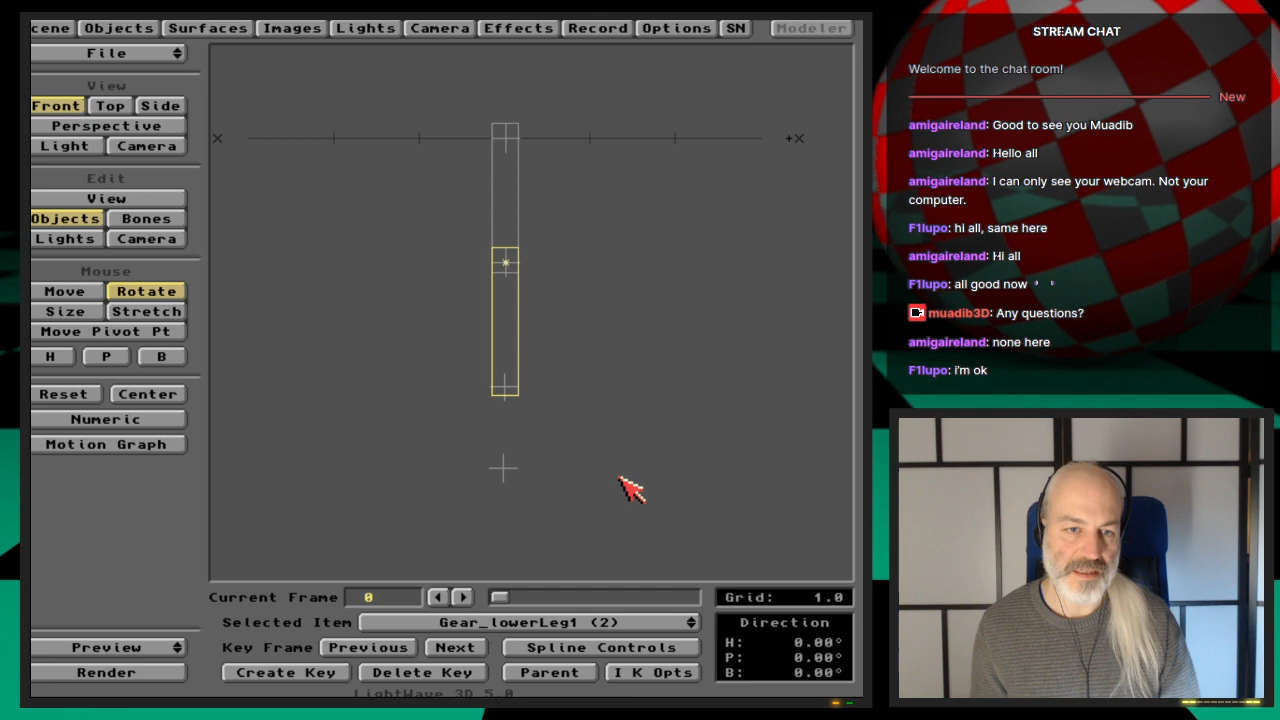 cene Objects Surfaces Images Lights Camera Effects Record Options SN Modeler
File
View
Front Top Side
Perspective
Light Camera
Edit
View
Objects Bones
Lights Camera
Mouse
Move Rotate
Size Stretch
Move Pivot Pt
H P B
Reset Center
Numeric
Motion Graph
Preview
Render
X +X
Current Frame 0 Grid: 1.0
Selected Item Gear_lowerLeg1 (2)
Key Frame Previous Next Spline Controls
Create Key Delete Key Parent I K Opts
Direction
H: 0.00°
P: 0.00°
B: 0.00°
LightWave 3D 5.0
STREAM CHAT
Welcome to the chat room!
New
amigaireland: Good to see you Muadib
amigaireland: Hello all
amigaireland: I can only see your webcam. Not your
computer.
F1lupo: hi all, same here
amigaireland: Hi all
F1lupo: all good now
muadib3D: Any questions?
amigaireland: none here
F1lupo: i'm ok